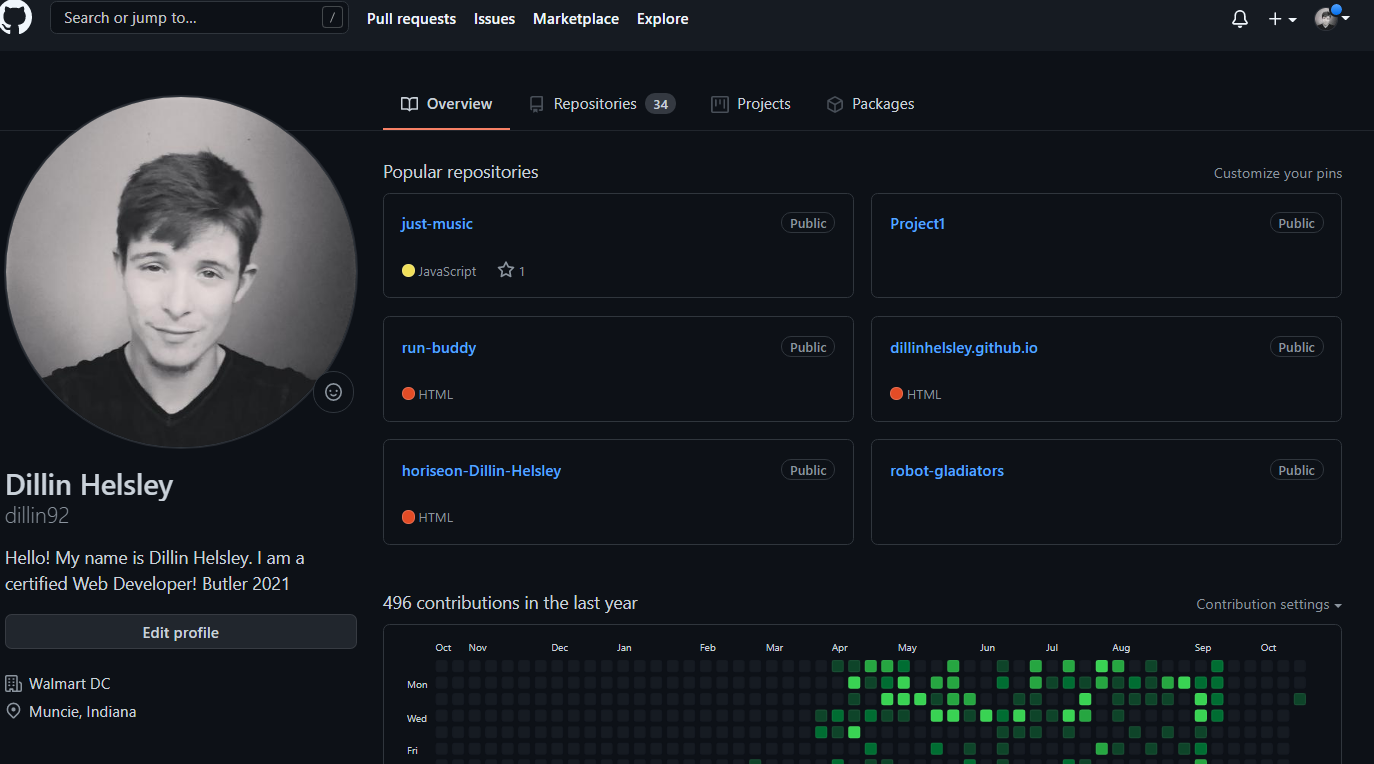 Search or jump to... /
Pull requests Issues Marketplace Explore
Overview Repositories 34 Projects Packages
Popular repositories Customize your pins
just-music Public
JavaScript 1
Project1 Public
run-buddy Public
HTML
dillinhelsley.github.io Public
HTML
horiseon-Dillin-Helsley Public
HTML
robot-gladiators Public
Dillin Helsley
dillin92
Hello! My name is Dillin Helsley. I am a
certified Web Developer! Butler 2021
Edit profile
Walmart DC
Muncie, Indiana
496 contributions in the last year Contribution settings
Oct Nov Dec Jan Feb Mar Apr May Jun Jul Aug Sep Oct
Mon
Wed
Fri